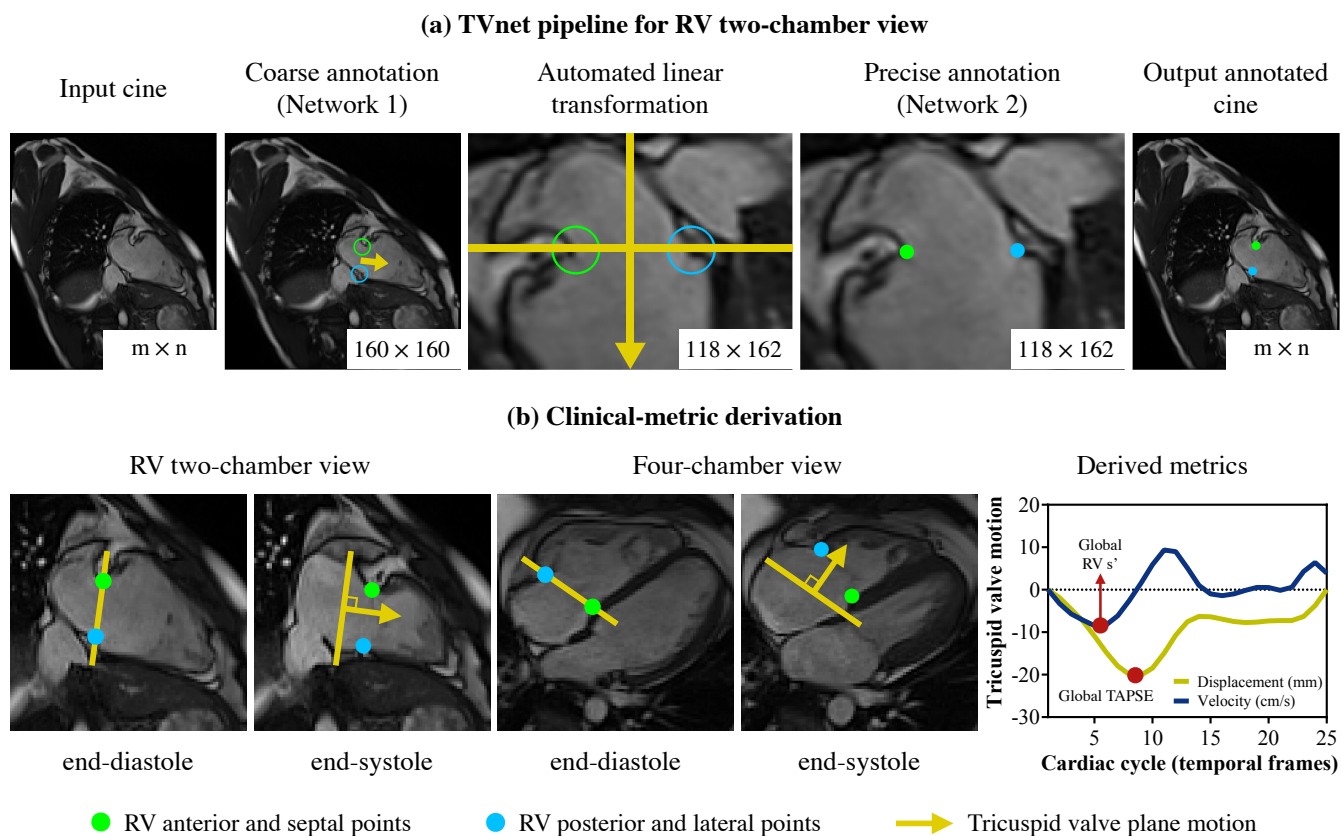 (a) TVnet pipeline for RV two-chamber view
Input cine
Coarse annotation
(Network 1)
Automated linear
transformation
Precise annotation
(Network 2)
Output annotated
cine
m × n
160 × 160
118 × 162
118 × 162
m × n
(b) Clinical-metric derivation
RV two-chamber view
Four-chamber view
Derived metrics
Tricuspid valve motion
20
10
0
-10
-20
-30
Global
RV s’
Global TAPSE
Displacement (mm)
Velocity (cm/s)
5
10
15
20
25
Cardiac cycle (temporal frames)
end-diastole
end-systole
end-diastole
end-systole
RV anterior and septal points
RV posterior and lateral points
Tricuspid valve plane motion